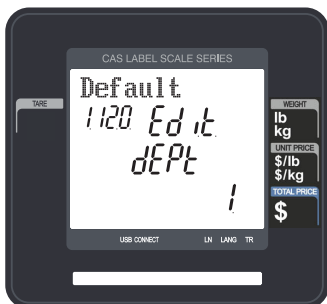 CAS LABEL SCALE SERIES
Default
1120 Edit
dEPt
1
TARE
WEIGHT
lb
kg
UNIT PRICE
$/lb
$/kg
TOTAL PRICE
$
USB CONNECT LN LANG TR